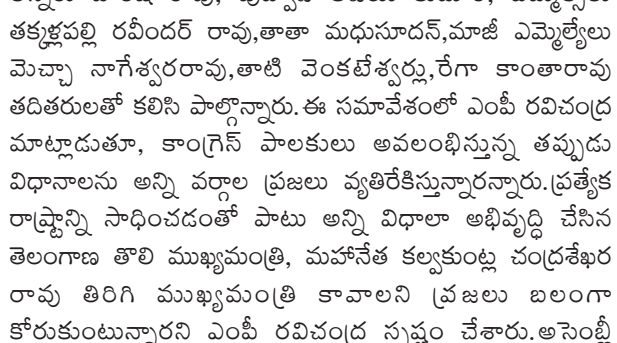 తక్కళ్లపల్లి రవీందర్ రావు,తాతా మధుసూదన్,మాజీ ఎమ్మెల్యేలు
మెచ్చా నాగేశ్వరరావు,తాటి వెంకటేశ్వర్లు,రేగా కాంతారావు
తదితరులతో కలిసి పాల్గొన్నారు.ఈ సమావేశంలో ఎంపీ రవిచంద్ర
మాట్లాడుతూ, కాంగ్రెస్ పాలకులు అవలంభిస్తున్న తప్పుడు
విధానాలను అన్ని వర్గాల ప్రజలు వ్యతిరేకిస్తున్నారన్నారు.ప్రత్యేక
రాష్ట్రాన్ని సాధించడంతో పాటు అన్ని విధాలా అభివృద్ధి చేసిన
తెలంగాణ తొలి ముఖ్యమంత్రి, మహానేత కల్వకుంట్ల చంద్రశేఖర
రావు తిరిగి ముఖ్యమంత్రి కావాలని ప్రజలు బలంగా
కోరుకుంటున్నారని ఎంపీ రవిచంద్ర స్పష్టం చేశారు.అసెంబ్లీ